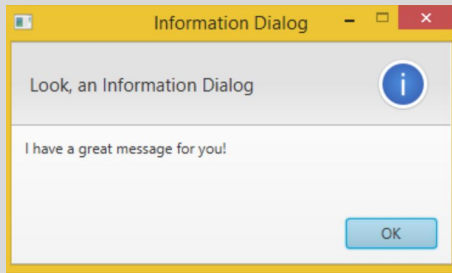 Information Dialog
Look, an Information Dialog
i
I have a great message for you!
OK